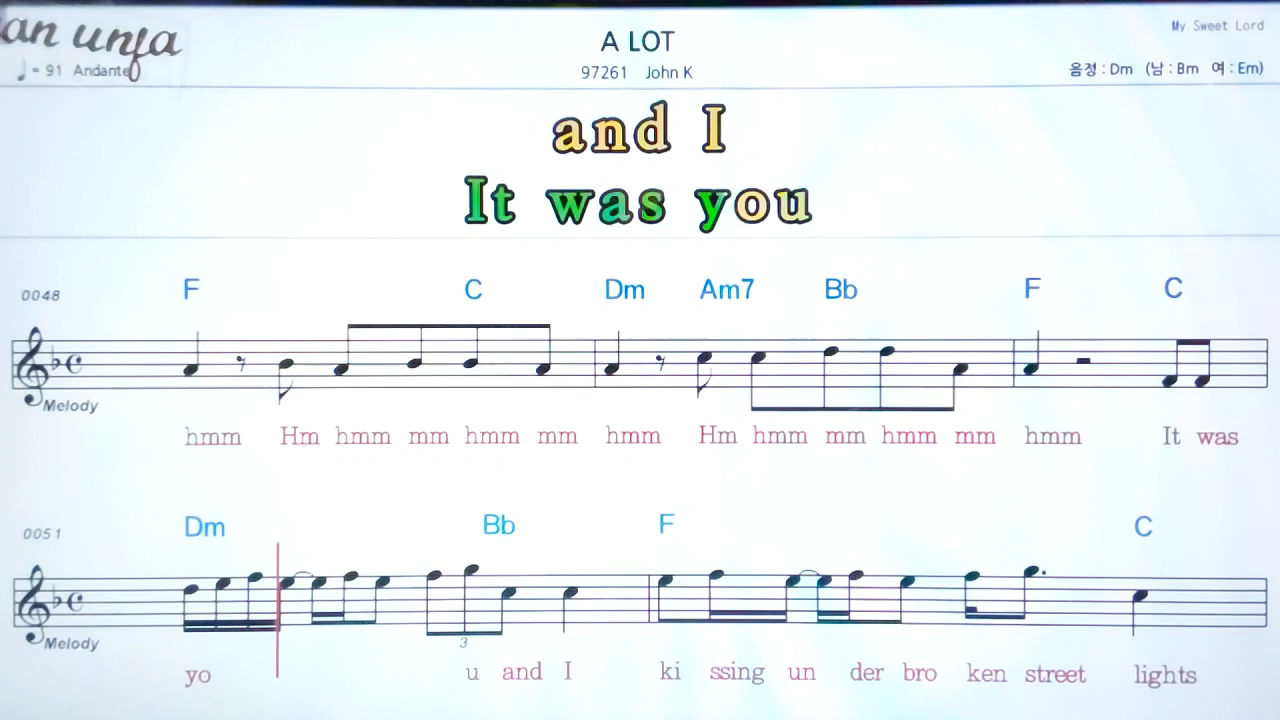 an unfa
My Sweet Lord
A LOT
♩= 91 Andante
97261 John K
음정 : Dm (남 : Bm 여 : Em)
and I
It was you
0048 F C Dm Am7 Bb F C
Melody
hmm Hm hmm mm hmm mm hmm Hm hmm mm hmm mm hmm It was
0051 Dm Bb F C
Melody
3
yo u and I ki ssing un der bro ken street lights